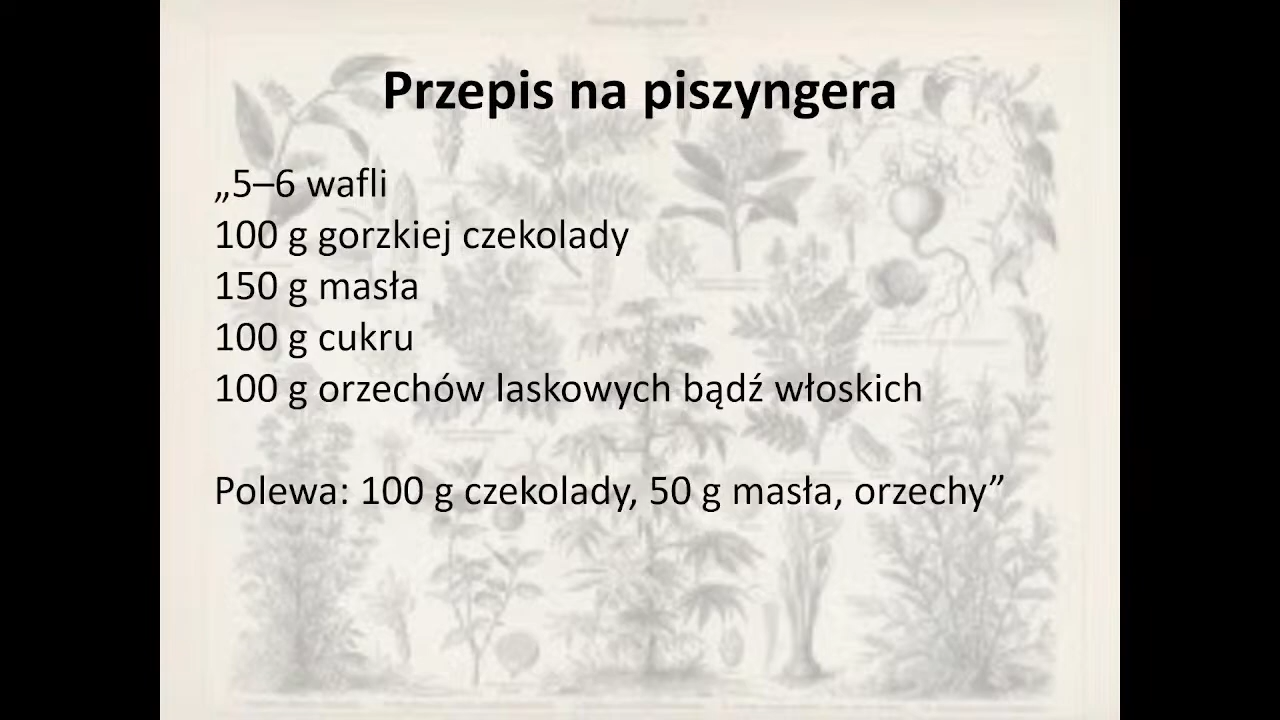 Przepis na piszyngera
„5–6 wafli
100 g gorzkiej czekolady
150 g masła
100 g cukru
100 g orzechów laskowych bądź włoskich
Polewa: 100 g czekolady, 50 g masła, orzechy”